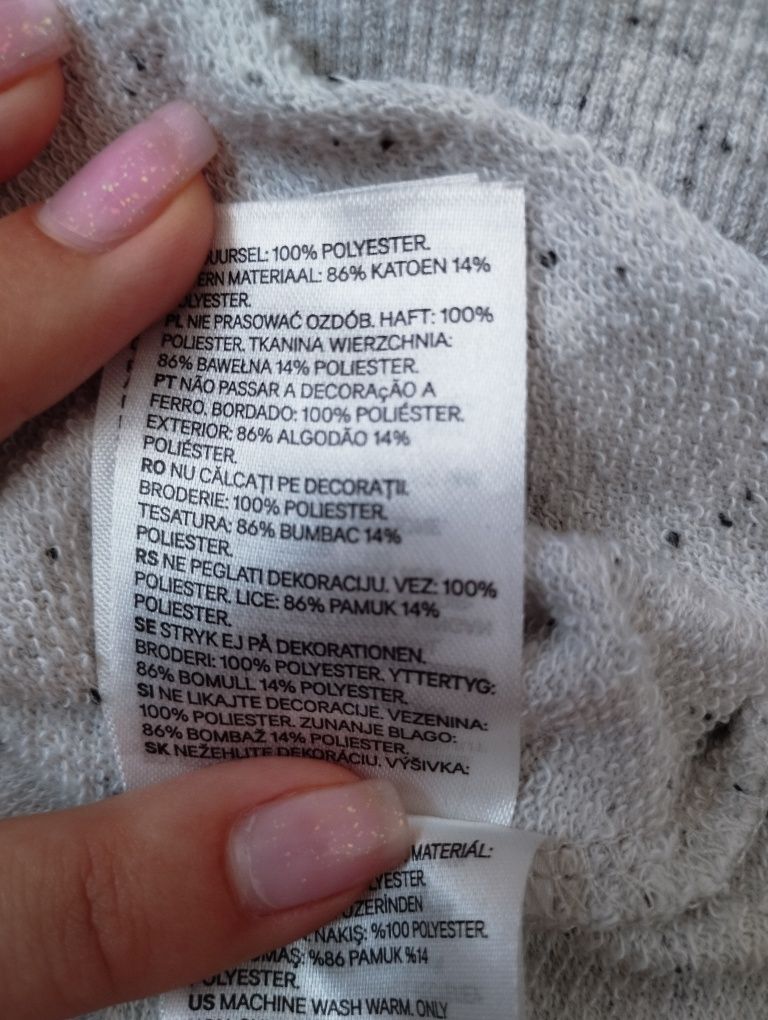 100% POLYESTER.
MATERIAAL: 86% KATOEN 14%
PL NIE PRASOWAĆ OZDÓB. HAFT: 100%
POLIESTER. TKANINA WIERZCHNIA:
86% BAWEŁNA 14% POLIESTER.
PT NÃO PASSAR A DECORAçÃO A
FERRO. BORDADO: 100% POLIÉSTER.
EXTERIOR: 86% ALGODÃO 14%
POLIÉSTER.
RO NU CĂLCAȚI PE DECORAȚII.
BRODERIE: 100% POLIESTER.
TESATURA: 86% BUMBAC 14%
POLIESTER.
RS NE PEGLATI DEKORACIJU. VEZ: 100%
POLIESTER. LICE: 86% PAMUK 14%
POLIESTER.
SE STRYK EJ PÅ DEKORATIONEN.
BRODERI: 100% POLYESTER. YTTERTYG:
86% BOMULL 14% POLYESTER.
SI NE LIKAJTE DECORACIJE. VEZENINA:
100% POLIESTER. ZUNANJE BLAGO:
86% BOMBAŽ 14% POLIESTER.
SK NEŽEHLITE DEKORÁCIU. VÝŠIVKA:
MATERIÁL:
NAKIŞ: %100 POLYESTER.
%86 PAMUK %14
POLYESTER.
US MACHINE WASH WARM. ONLY